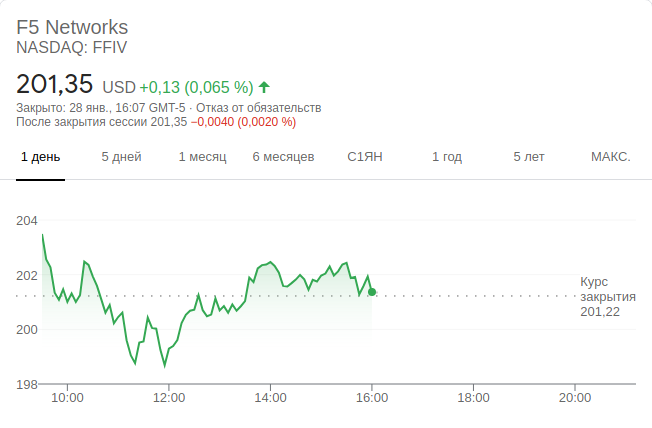 F5 Networks
NASDAQ: FFIV
201,35 USD +0,13 (0,065 %)
Закрыто: 28 янв., 16:07 GMT-5 · Отказ от обязательств
После закрытия сессии 201,35 −0,0040 (0,0020 %)
1 день 5 дней 1 месяц 6 месяцев С1ЯН 1 год 5 лет МАКС.
204
202
Курс
закрытия
201,22
200
198
10:00 12:00 14:00 16:00 18:00 20:00